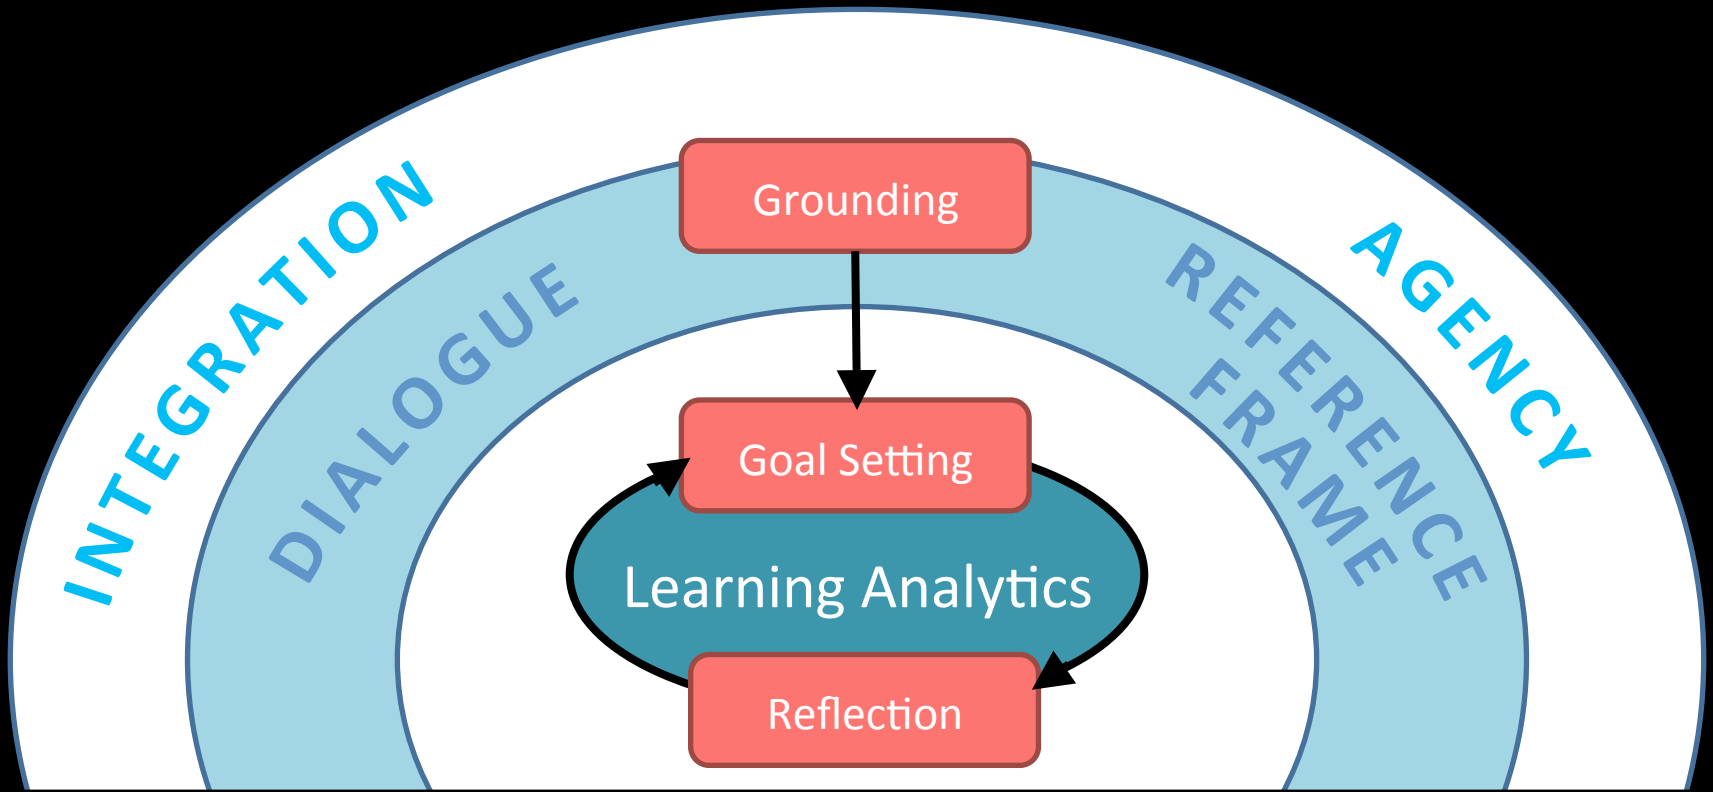 INTEGRATION
AGENCY
DIALOGUE
REFERENCE
FRAME
Grounding
Goal Setting
Learning Analytics
Reflection